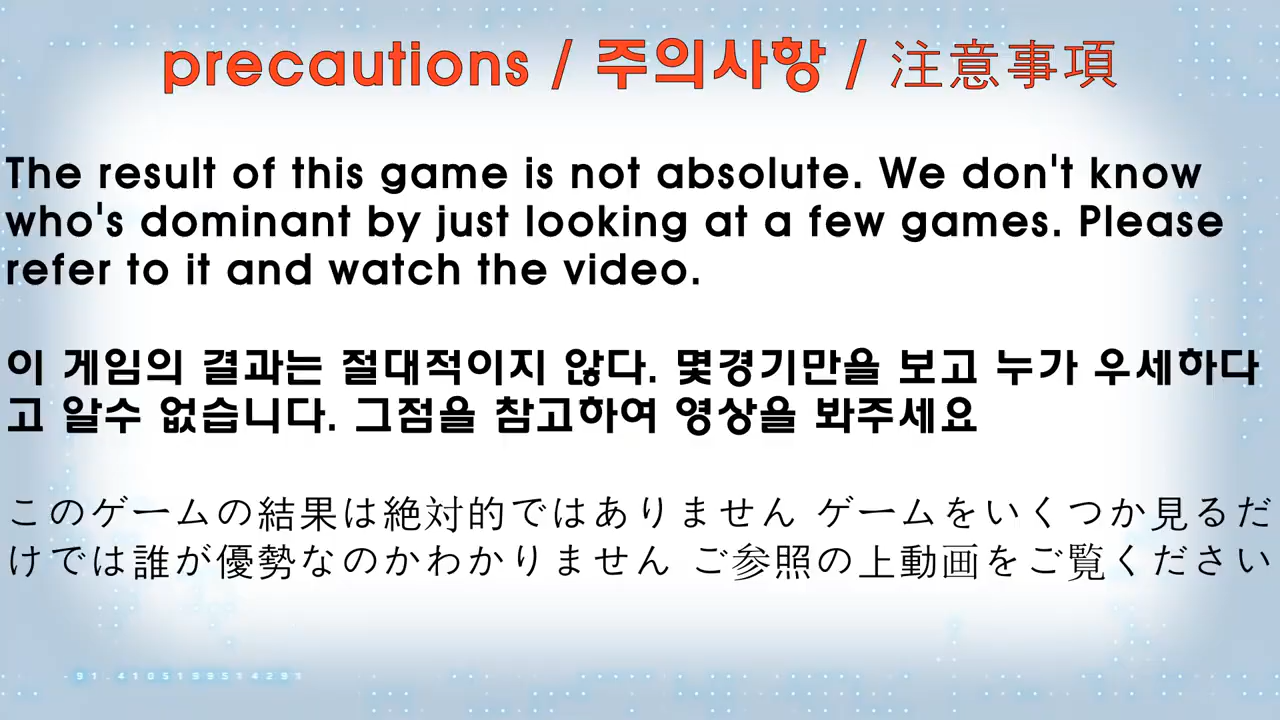 precautions / 주의사항 / 注意事項
The result of this game is not absolute. We don't know
who's dominant by just looking at a few games. Please
refer to it and watch the video.
이 게임의 결과는 절대적이지 않다. 몇경기만을 보고 누가 우세하다
고 알수 없습니다. 그점을 참고하여 영상을 봐주세요
このゲームの結果は絶対的ではありません ゲームをいくつか見るだ
けでは誰が優勢なのかわかりません ご参照の上動画をご覧ください
-91.4105159514291